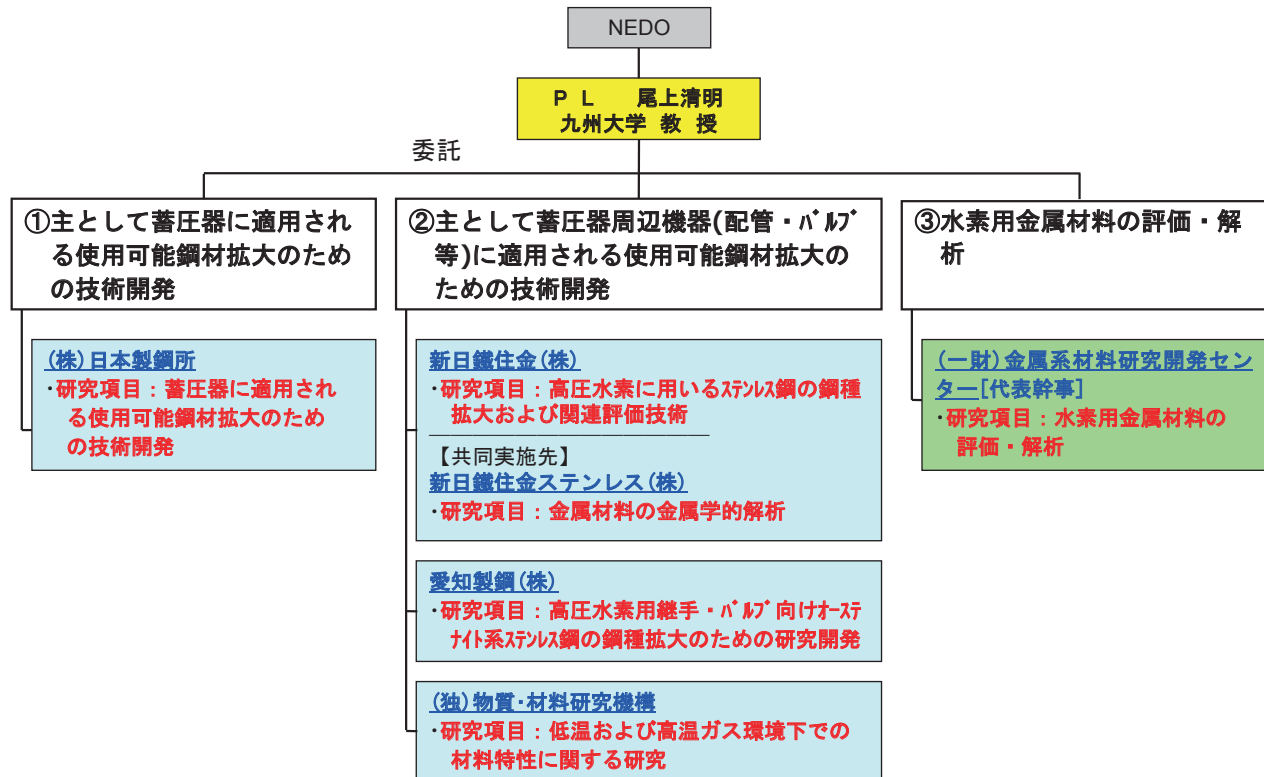 NEDO
ＰＬ　尾上清明
九州大学 教 授
委託
①主として蓄圧器に適用され
る使用可能鋼材拡大のため
の技術開発
(株)日本製鋼所
・研究項目：蓄圧器に適用され
る使用可能鋼材拡大のため
の技術開発
②主として蓄圧器周辺機器(配管・ﾊﾞﾙﾌﾞ
等)に適用される使用可能鋼材拡大の
ための技術開発
新日鐵住金(株)
・研究項目：高圧水素に用いるｽﾃﾝﾚｽ鋼の鋼種
拡大および関連評価技術
【共同実施先】
新日鐵住金ステンレス(株)
・研究項目：金属材料の金属学的解析
愛知製鋼(株)
・研究項目：高圧水素用継手・ﾊﾞﾙﾌﾞ向けｵｰｽﾃ
ﾅｲﾄ系ｽﾃﾝﾚｽ鋼の鋼種拡大のための研究開発
(独)物質・材料研究機構
・研究項目：低温および高温ガス環境下での
材料特性に関する研究
③水素用金属材料の評価・解
析
(一財)金属系材料研究開発セン
ター[代表幹事]
・研究項目：水素用金属材料の
評価・解析